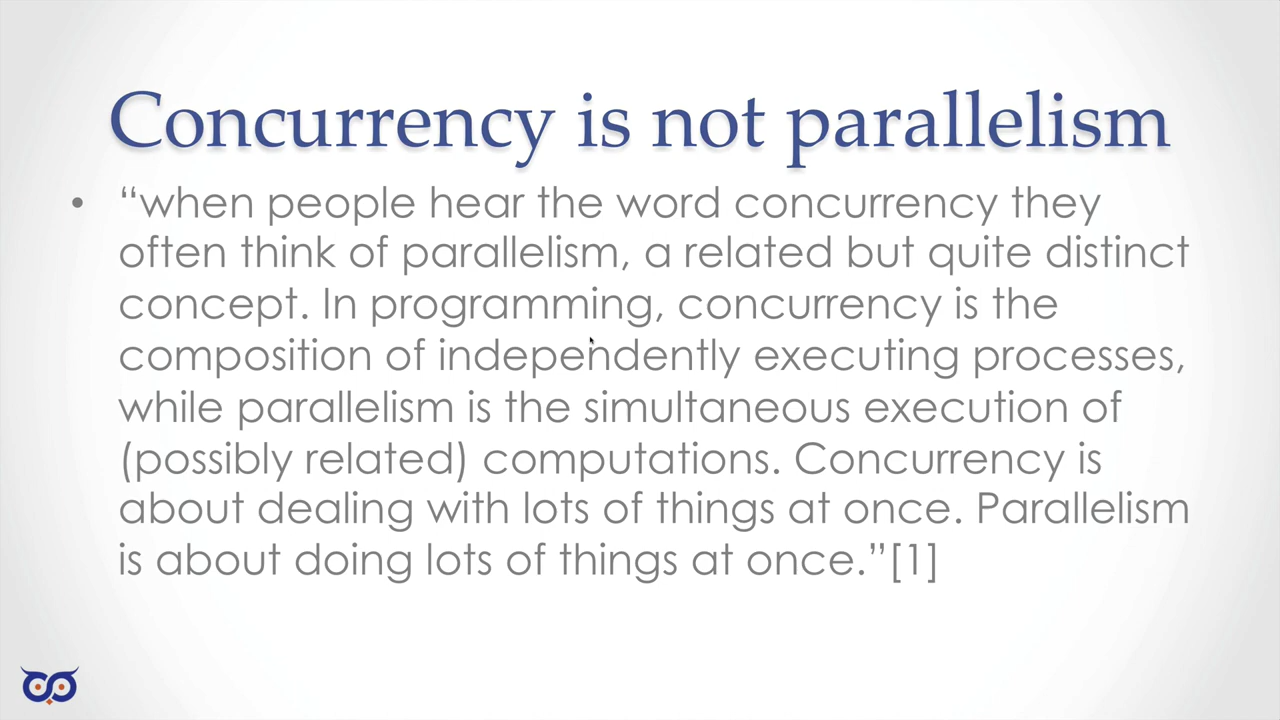 Concurrency is not parallelism
• “when people hear the word concurrency they
often think of parallelism, a related but quite distinct
concept. In programming, concurrency is the
composition of independently executing processes,
while parallelism is the simultaneous execution of
(possibly related) computations. Concurrency is
about dealing with lots of things at once. Parallelism
is about doing lots of things at once.”[1]